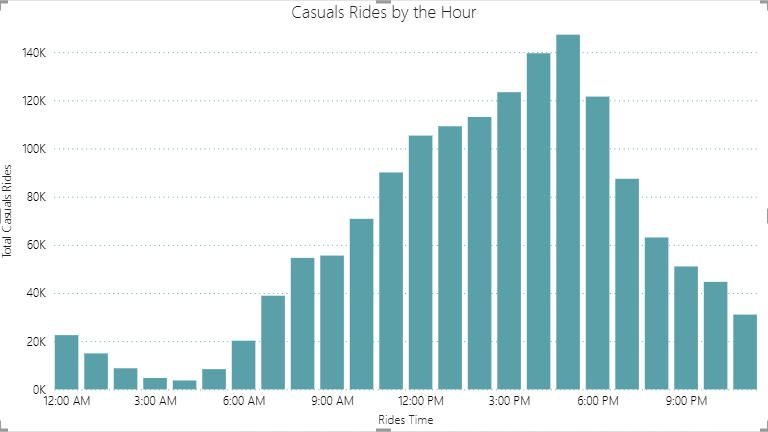 Casuals Rides by the Hour
Total Casuals Rides
140K
120K
100K
80K
60K
40K
20K
0K
12:00 AM 3:00 AM 6:00 AM 9:00 AM 12:00 PM 3:00 PM 6:00 PM 9:00 PM
Rides Time